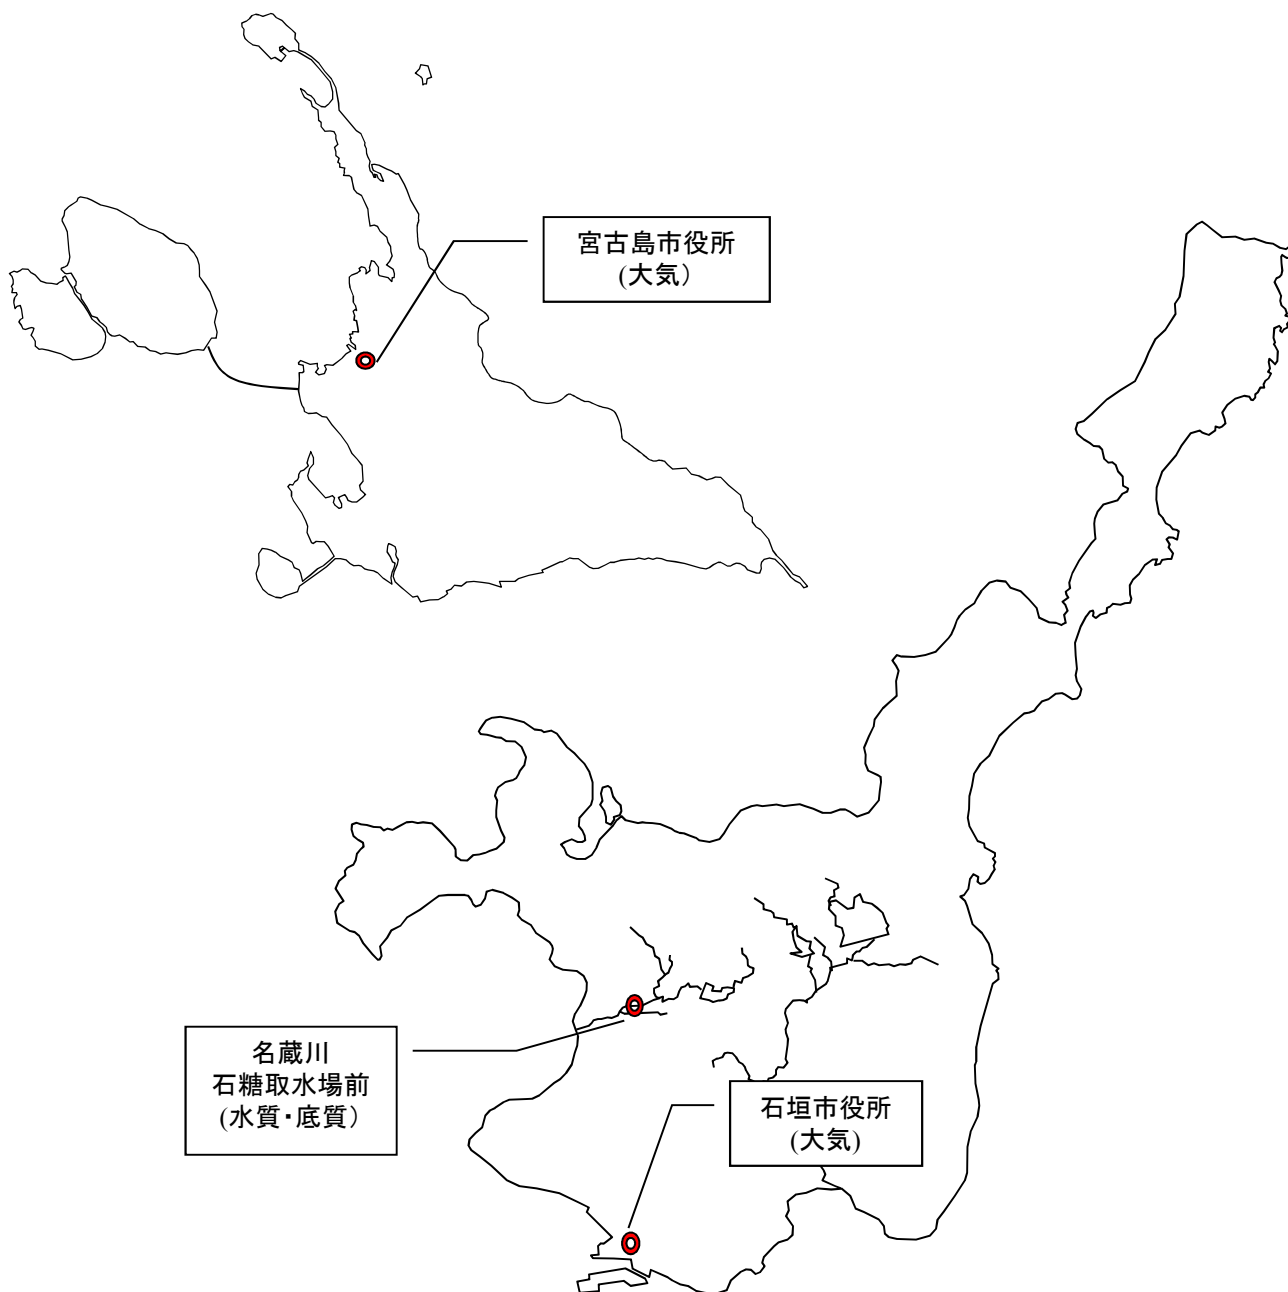 宮古島市役所
(大気)
名蔵川
石糖取水場前
(水質・底質)
石垣市役所
(大気)